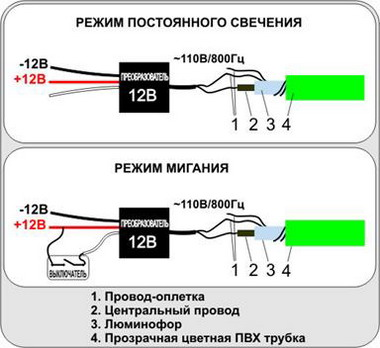 РЕЖИМ ПОСТОЯННОГО СВЕЧЕНИЯ
-12В
+12В
ПРЕОБРАЗОВАТЕЛЬ
12В
~110В/800Гц
1 2 3 4
РЕЖИМ МИГАНИЯ
-12В
+12В
ВЫКЛЮЧАТЕЛЬ
ПРЕОБРАЗОВАТЕЛЬ
12В
~110В/800Гц
1 2 3 4
1. Провод-оплетка
2. Центральный провод
3. Люминофор
4. Прозрачная цветная ПВХ трубка